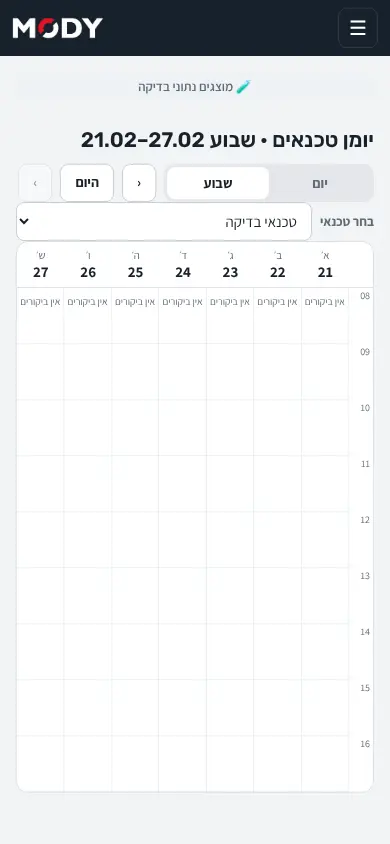 MODY
מוצגים נתוני בדיקה
יומן טכנאים · שבוע 21.02–27.02
יום
שבוע
היום
בחר טכנאי
טכנאי בדיקה
א׳ ב׳ ג׳ ד׳ ה׳ ו׳ ש׳
21 22 23 24 25 26 27
08 אין ביקורים אין ביקורים אין ביקורים אין ביקורים אין ביקורים אין ביקורים אין ביקורים
09
10
11
12
13
14
15
16